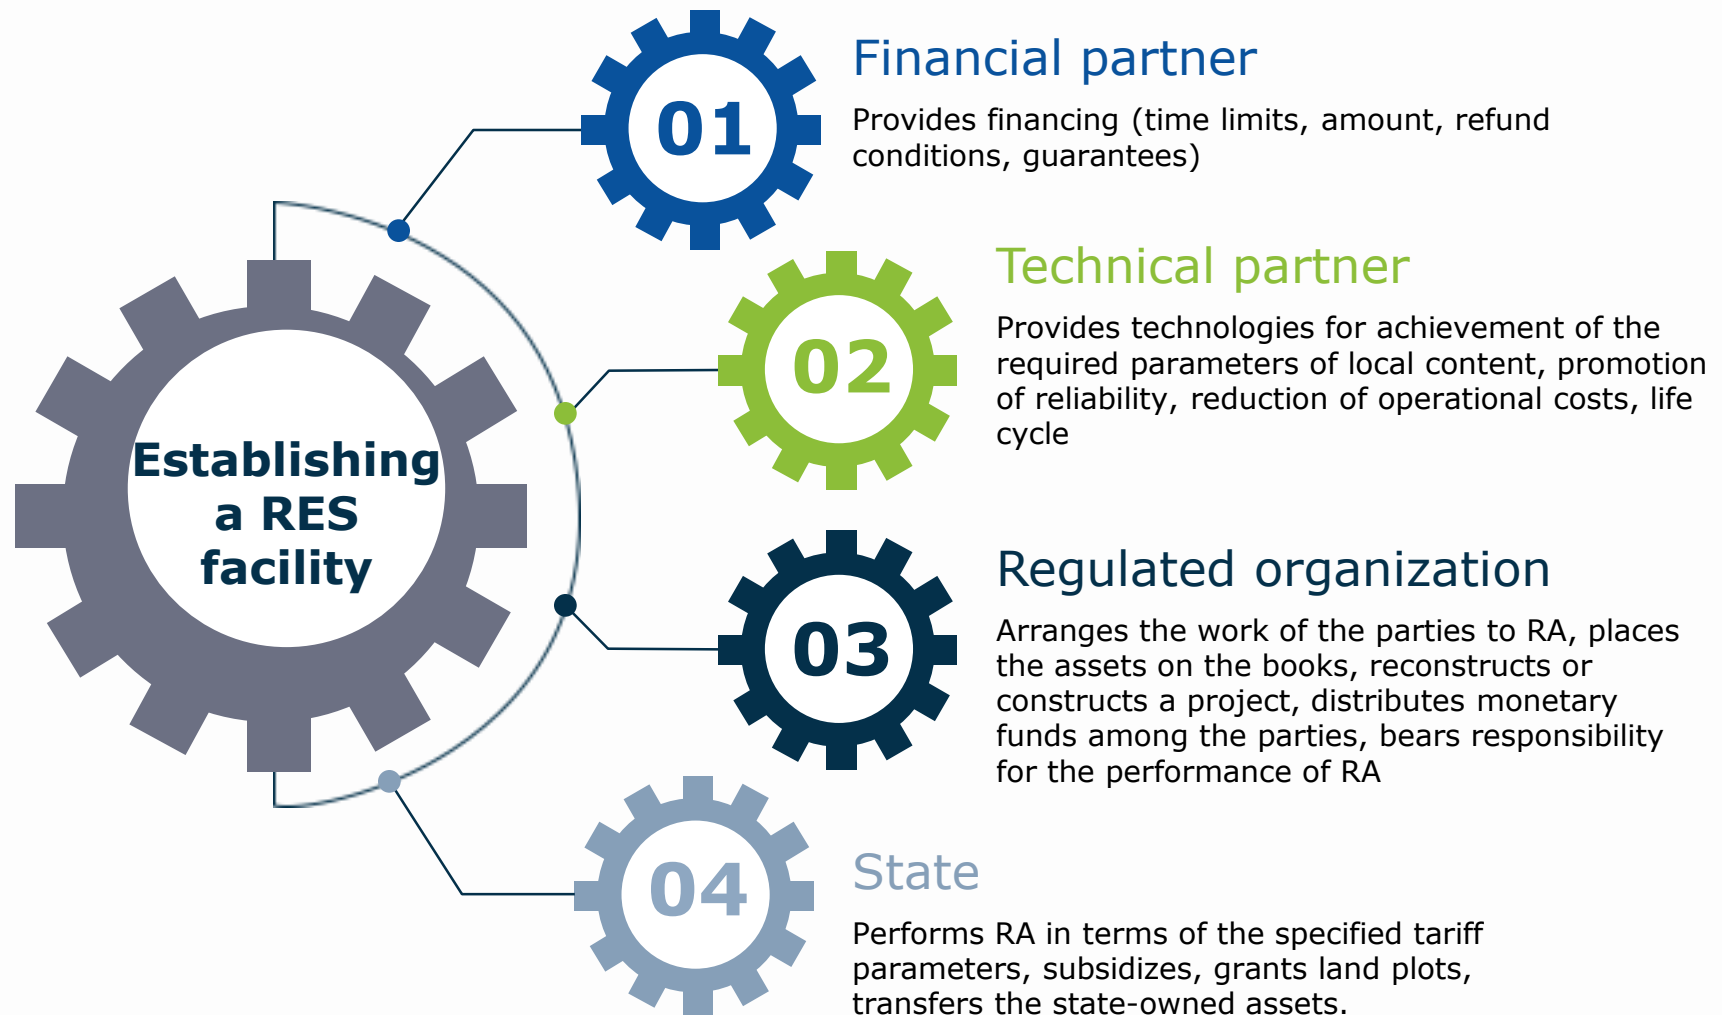 Establishing
a RES
facility
01
Financial partner
Provides financing (time limits, amount, refund
conditions, guarantees)
02
Technical partner
Provides technologies for achievement of the
required parameters of local content, promotion
of reliability, reduction of operational costs, life
cycle
03
Regulated organization
Arranges the work of the parties to RA, places
the assets on the books, reconstructs or
constructs a project, distributes monetary
funds among the parties, bears responsibility
for the performance of RA
04
State
Performs RA in terms of the specified tariff
parameters, subsidizes, grants land plots,
transfers the state-owned assets.